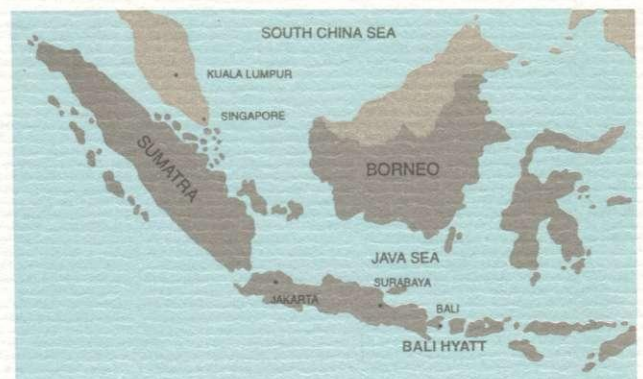 SOUTH CHINA SEA
KUALA LUMPUR
SINGAPORE
SUMATRA
BORNEO
JAVA SEA
SURABAYA
JAKARTA
BALI
BALI HYATT